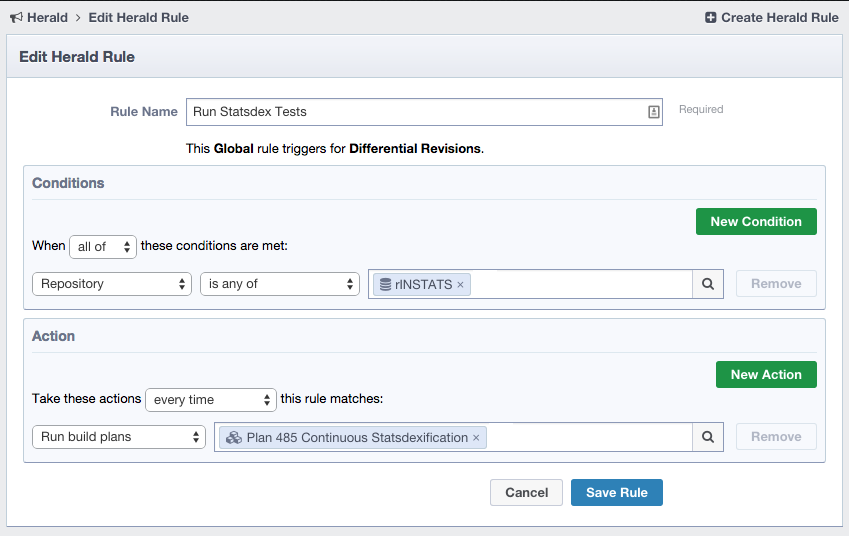 Herald > Edit Herald Rule Create Herald Rule
Edit Herald Rule
Rule Name Run Statsdex Tests Required
This Global rule triggers for Differential Revisions.
Conditions
New Condition
When all of these conditions are met:
Repository is any of rINSTATS × Remove
Action
New Action
Take these actions every time this rule matches:
Run build plans Plan 485 Continuous Statsdexification × Remove
Cancel Save Rule